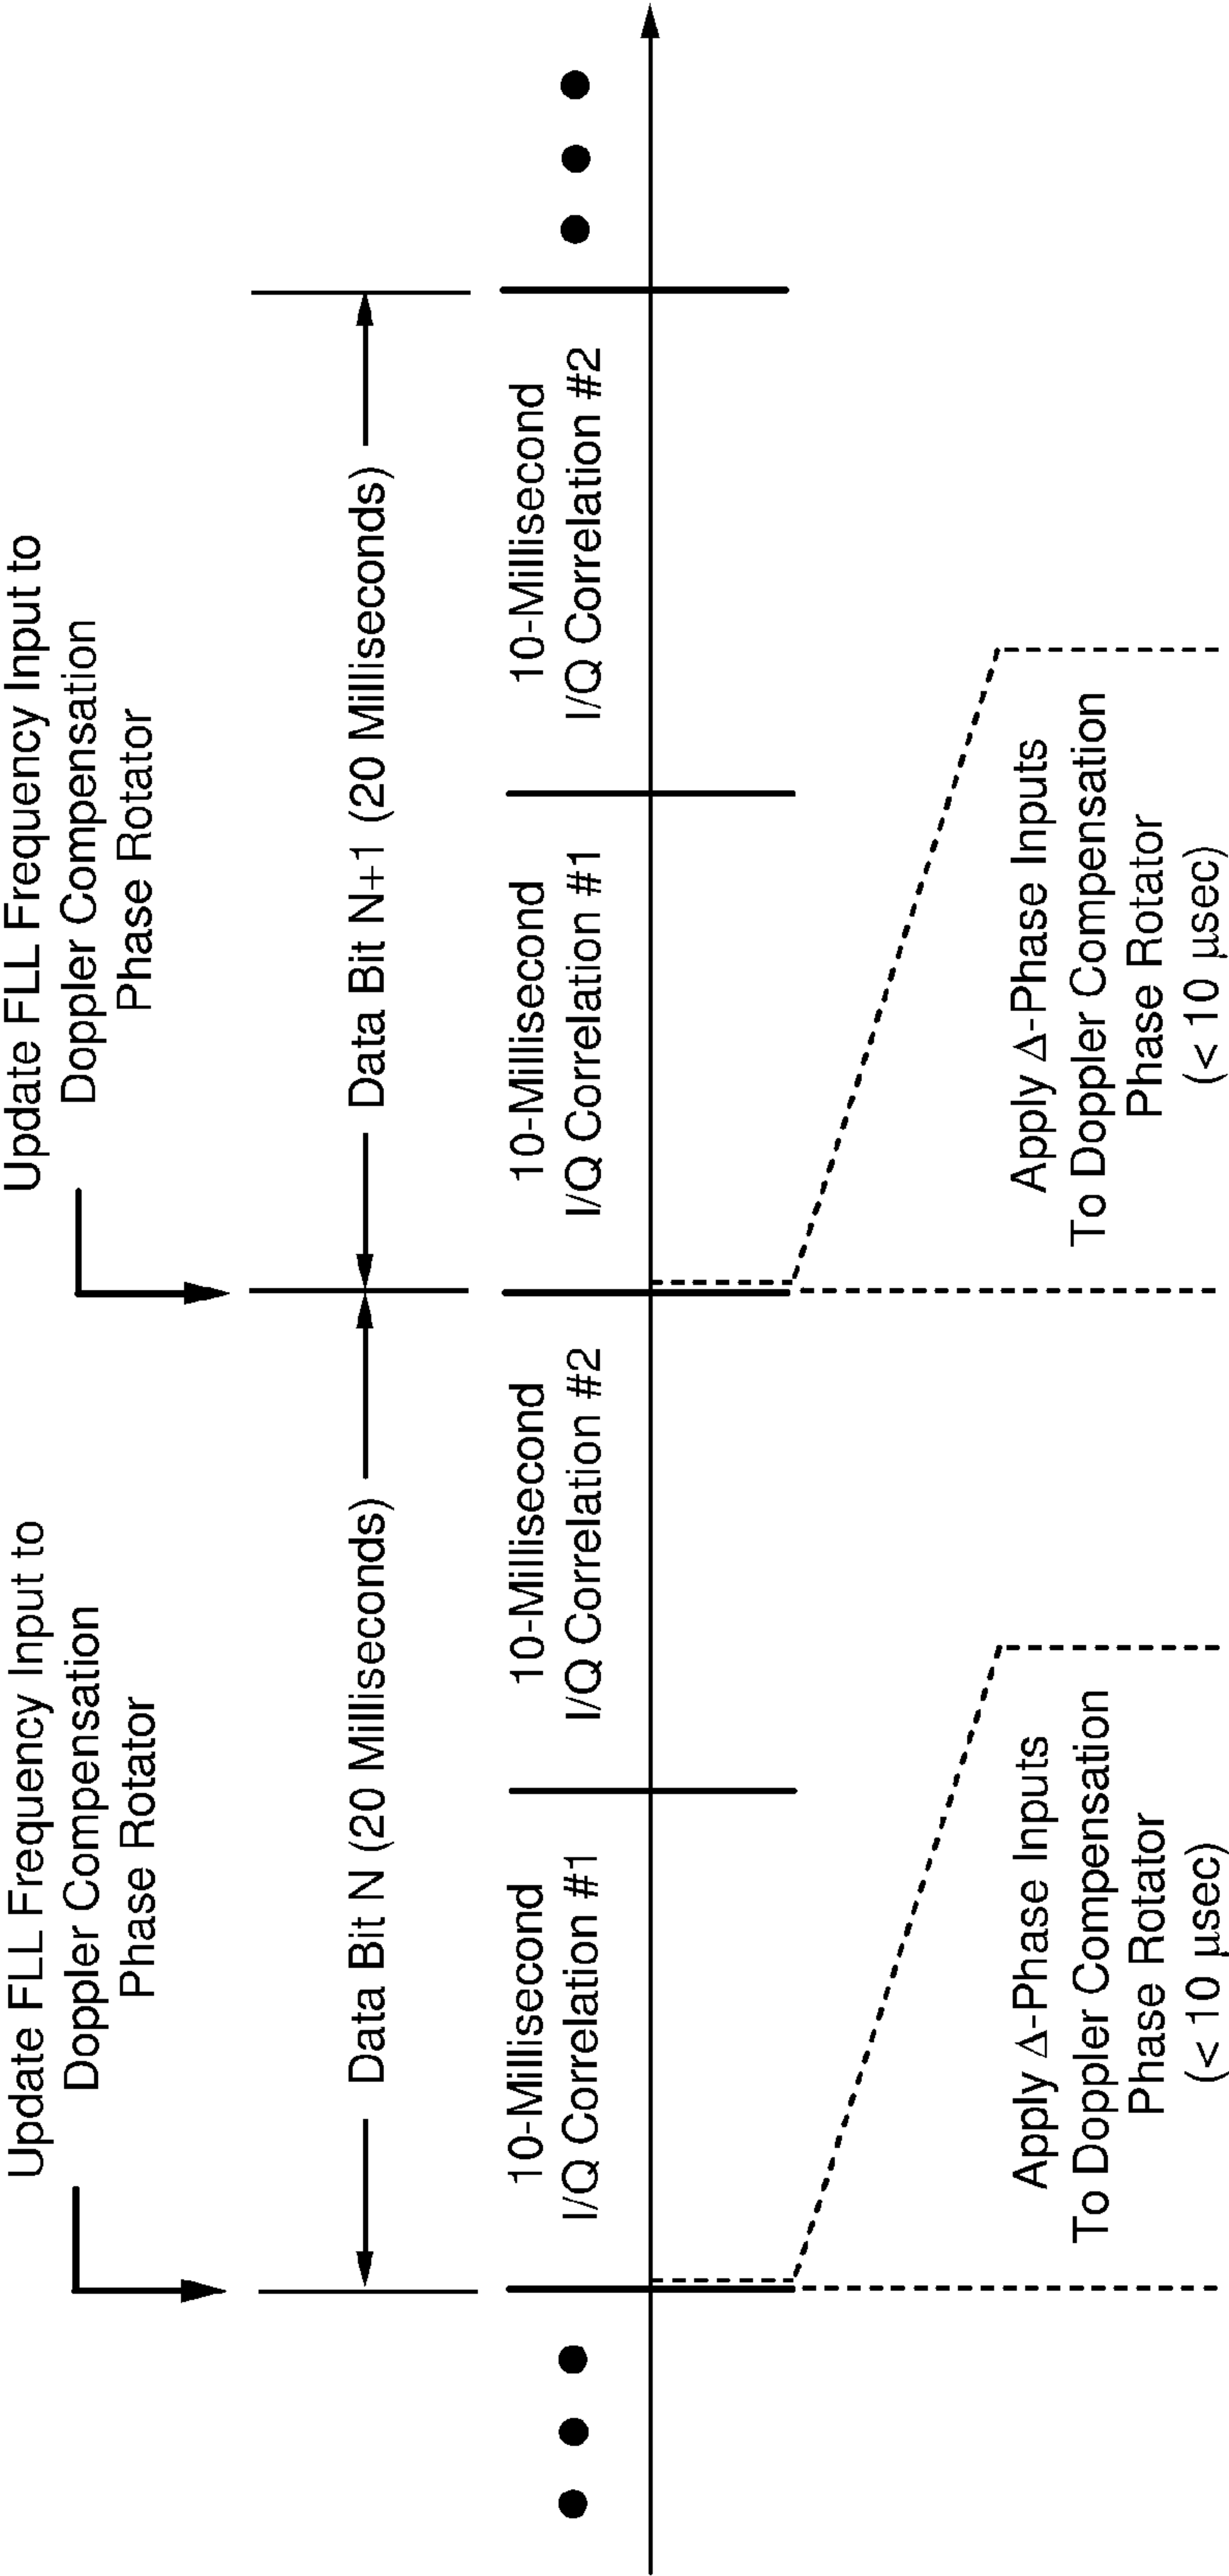 Update FLL Frequency Input to
Doppler Compensation
Phase Rotator
Update FLL Frequency Input to
Doppler Compensation
Phase Rotator
Data Bit N (20 Milliseconds)
Data Bit N+1 (20 Milliseconds)
10-Millisecond
I/Q Correlation #1
10-Millisecond
I/Q Correlation #2
10-Millisecond
I/Q Correlation #1
10-Millisecond
I/Q Correlation #2
Apply Δ-Phase Inputs
To Doppler Compensation
Phase Rotator
(< 10 μsec)
Apply Δ-Phase Inputs
To Doppler Compensation
Phase Rotator
(< 10 μsec)